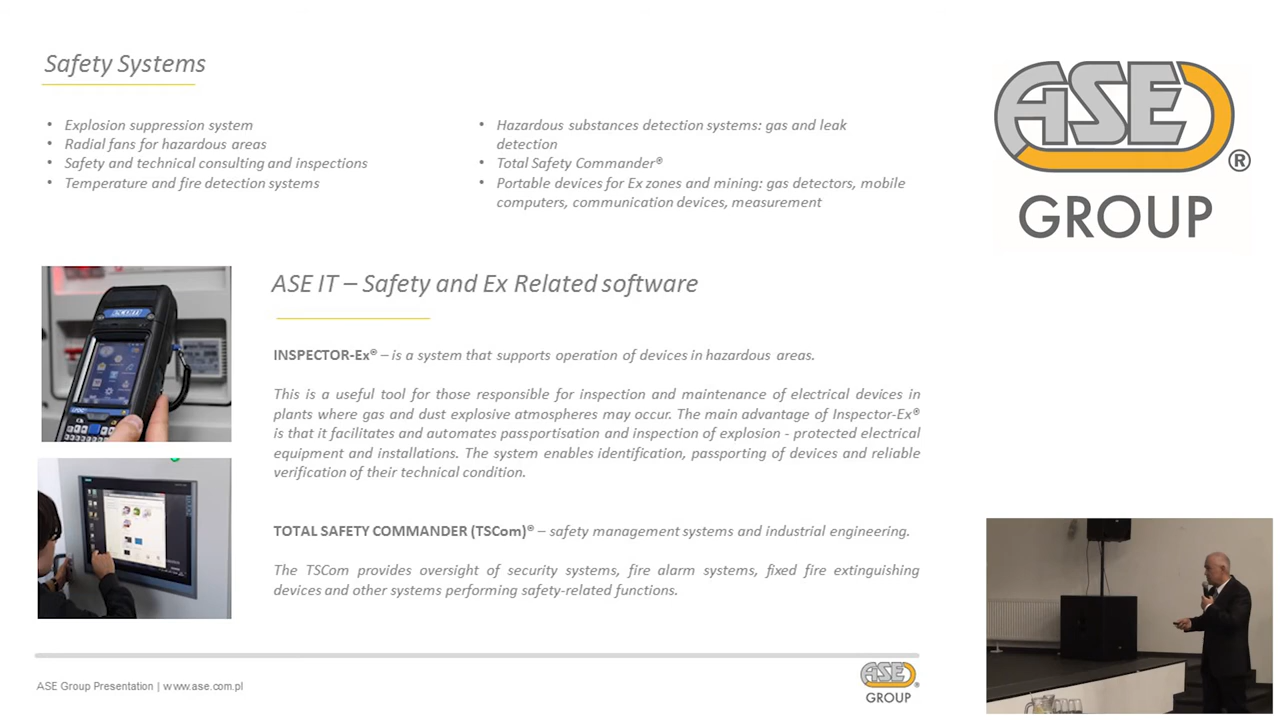 Safety Systems
• Explosion suppression system
• Radial fans for hazardous areas
• Safety and technical consulting and inspections
• Temperature and fire detection systems
• Hazardous substances detection systems: gas and leak
detection
• Total Safety Commander®
• Portable devices for Ex zones and mining: gas detectors, mobile
computers, communication devices, measurement
ASE®
GROUP
ASE IT – Safety and Ex Related software
INSPECTOR-Ex® – is a system that supports operation of devices in hazardous areas.
This is a useful tool for those responsible for inspection and maintenance of electrical devices in
plants where gas and dust explosive atmospheres may occur. The main advantage of Inspector-Ex®
is that it facilitates and automates passportisation and inspection of explosion - protected electrical
equipment and installations. The system enables identification, passporting of devices and reliable
verification of their technical condition.
TOTAL SAFETY COMMANDER (TSCom)® – safety management systems and industrial engineering.
The TSCom provides oversight of security systems, fire alarm systems, fixed fire extinguishing
devices and other systems performing safety-related functions.
ASE Group Presentation | www.ase.com.pl
ASE®
GROUP